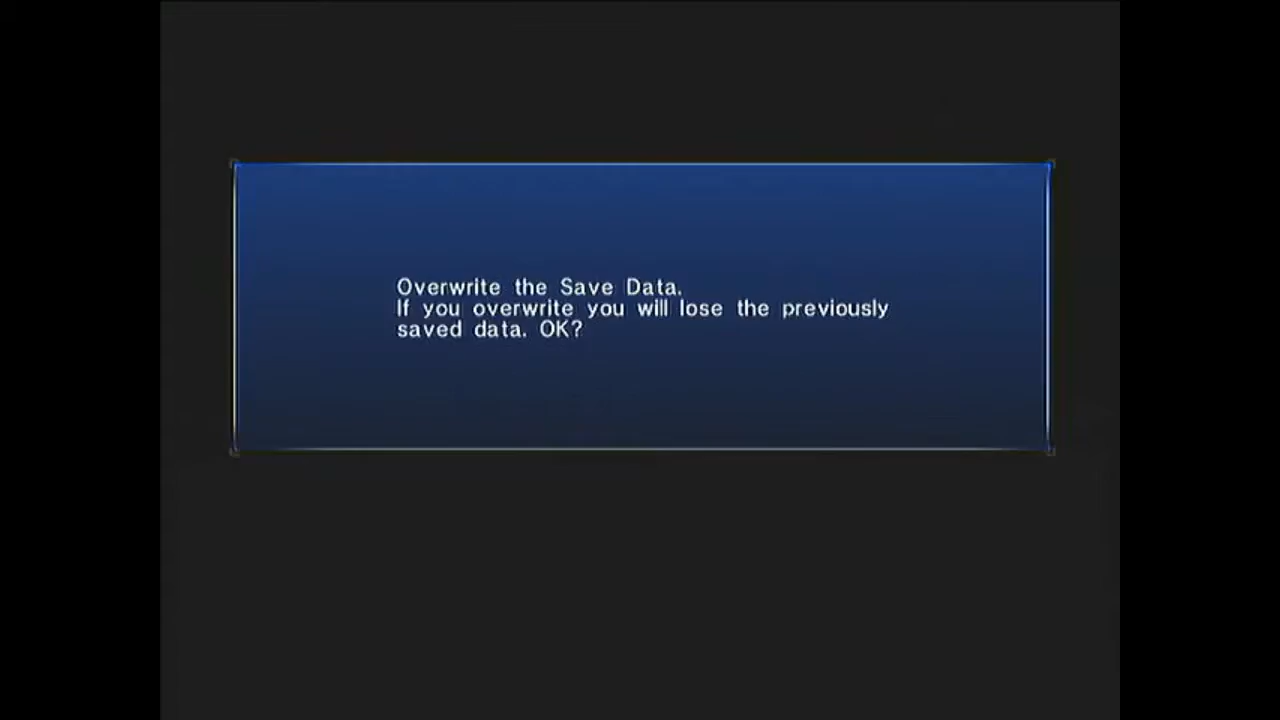 Overwrite the Save Data.
If you overwrite you will lose the previously
saved data. OK?